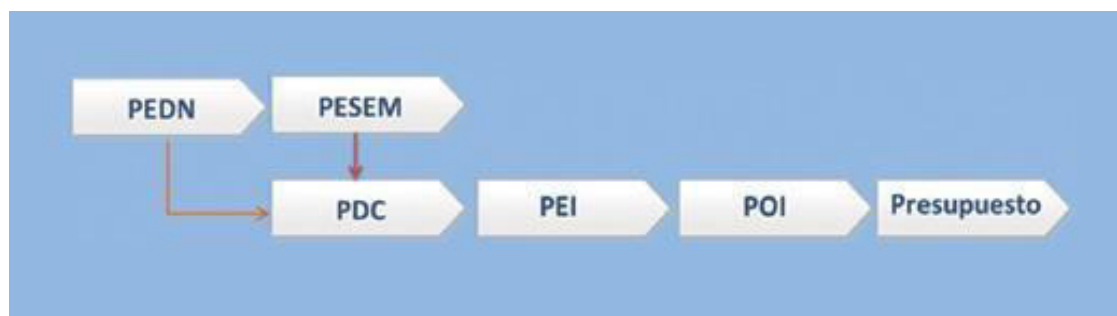 PEDN
PESEM
PDC
PEI
POI
Presupuesto